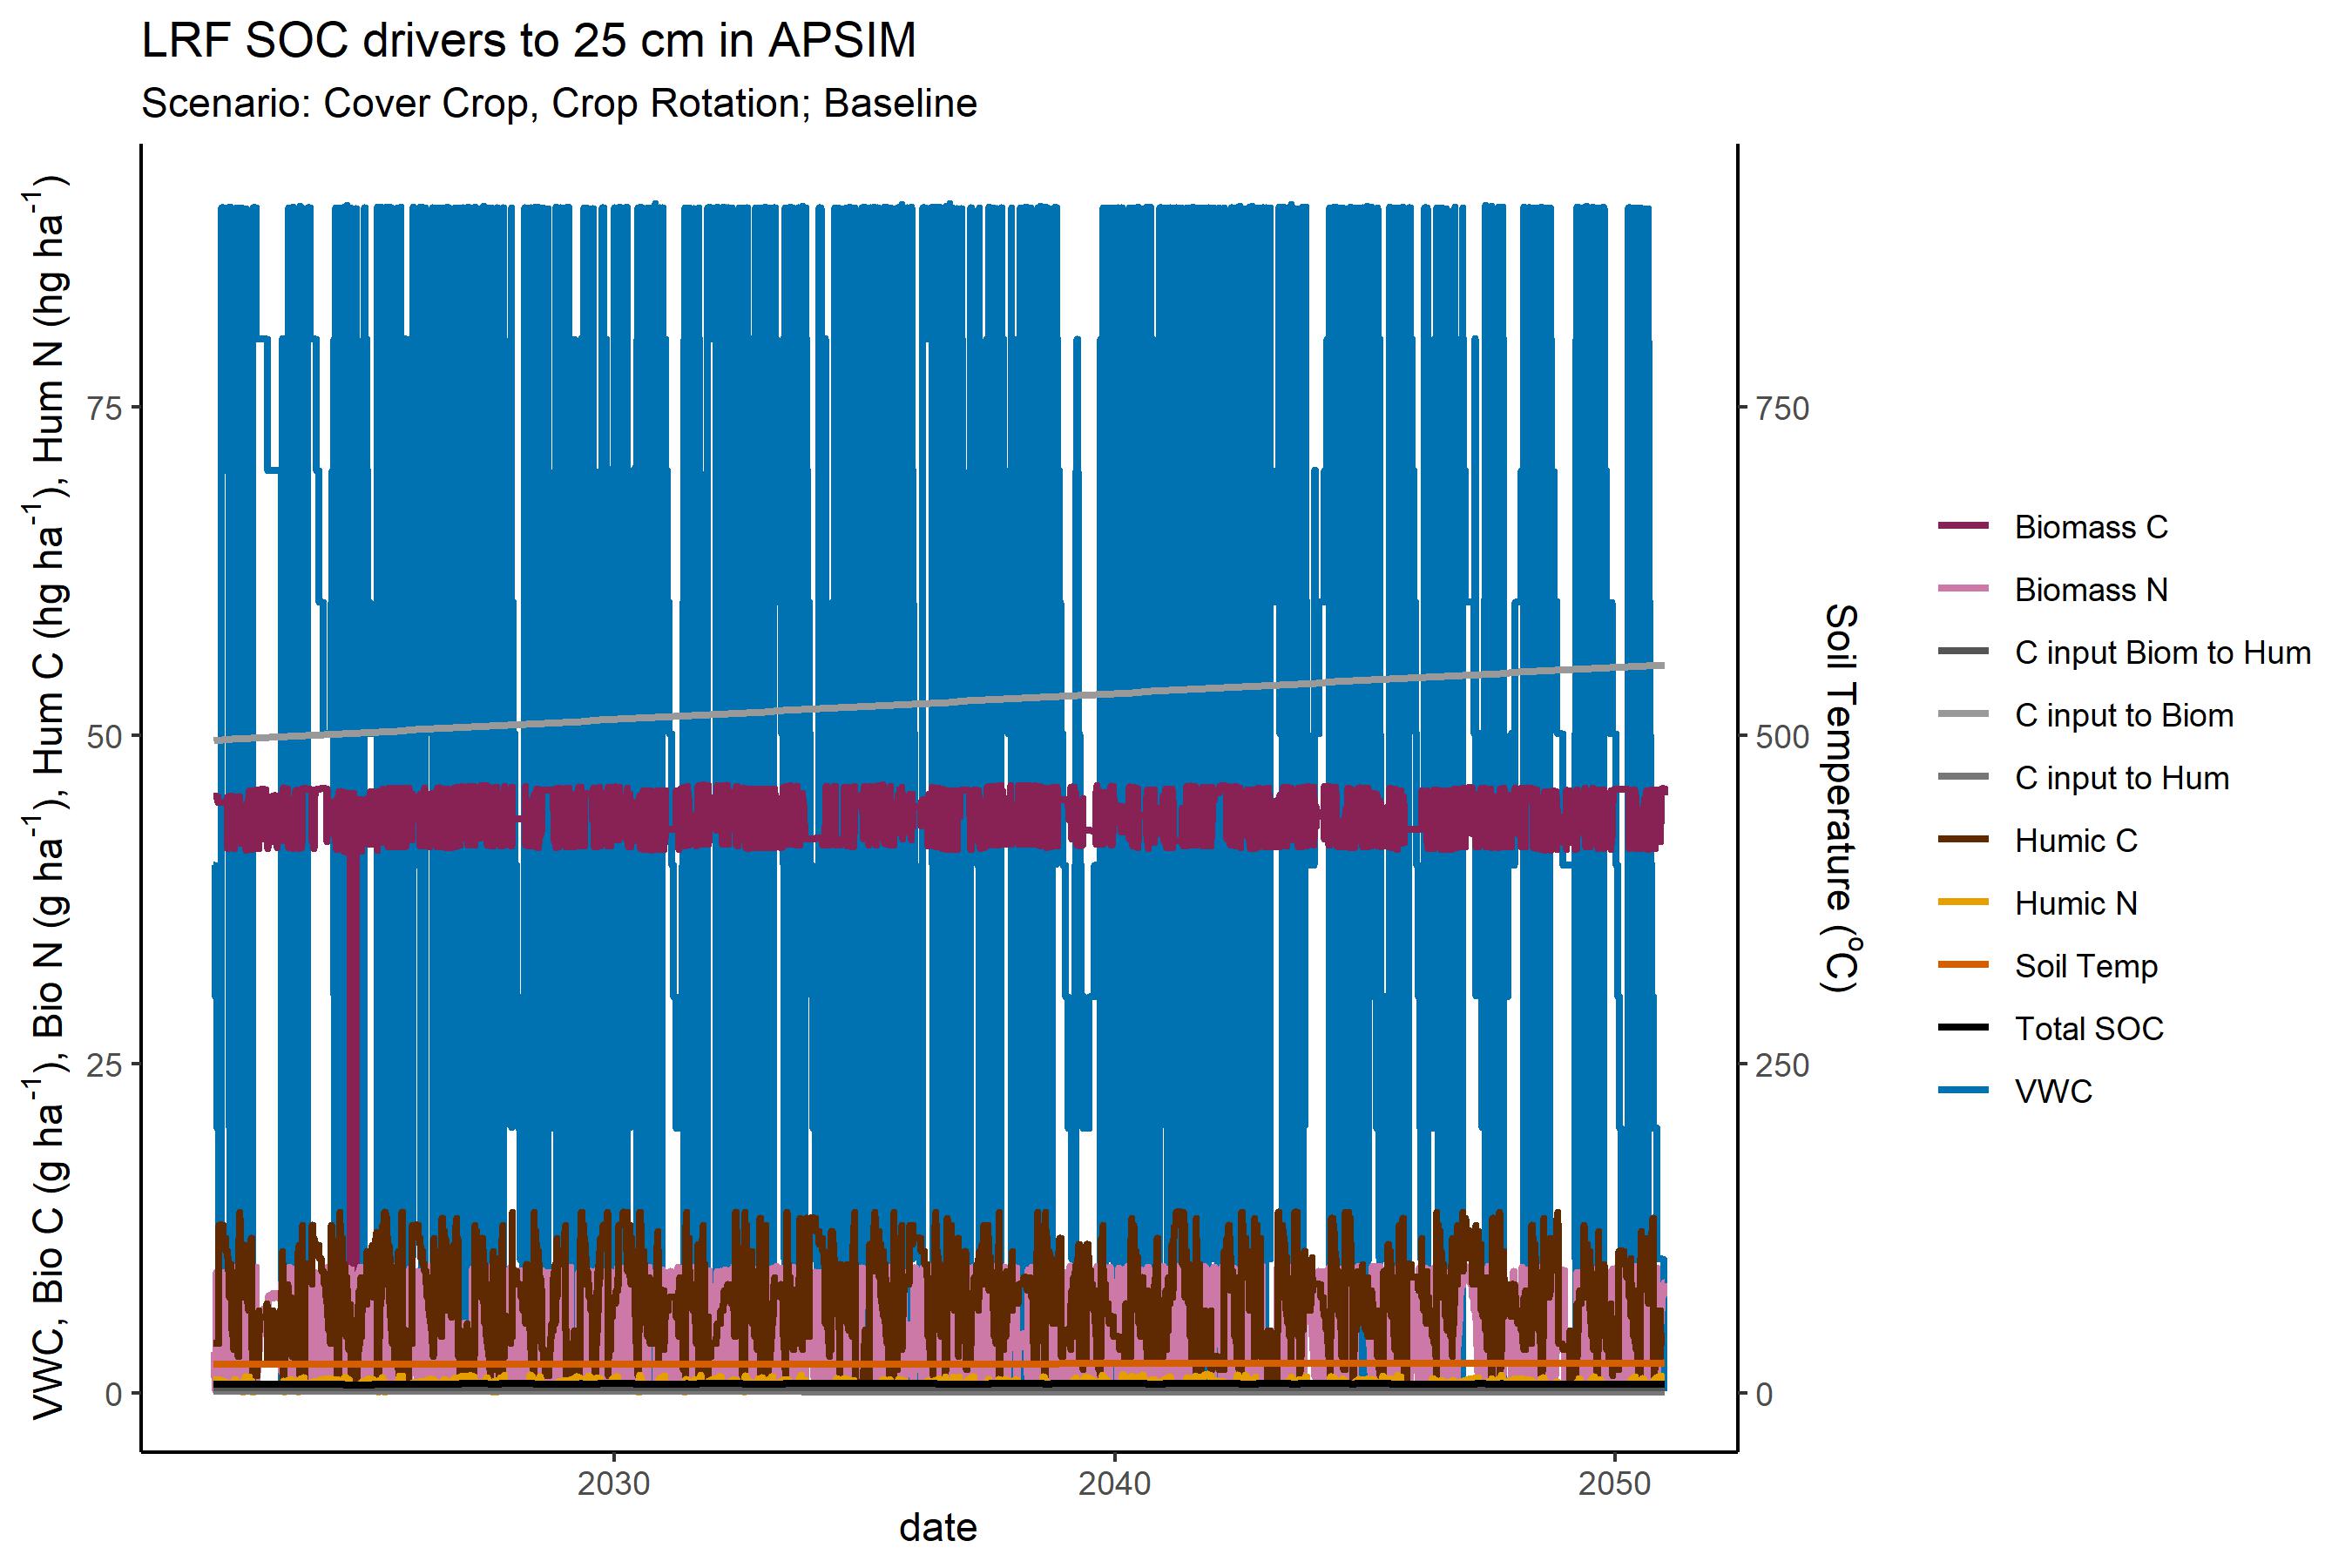 LRF SOC drivers to 25 cm in APSIM
Scenario: Cover Crop, Crop Rotation; Baseline
VWC, Bio C (g ha⁻¹), Bio N (g ha⁻¹), Hum C (hg ha⁻¹), Hum N (hg ha⁻¹)
75
50
25
0
750
500
250
0
Soil Temperature (ºC)
2030
2040
2050
date
Biomass C
Biomass N
C input Biom to Hum
C input to Biom
C input to Hum
Humic C
Humic N
Soil Temp
Total SOC
VWC